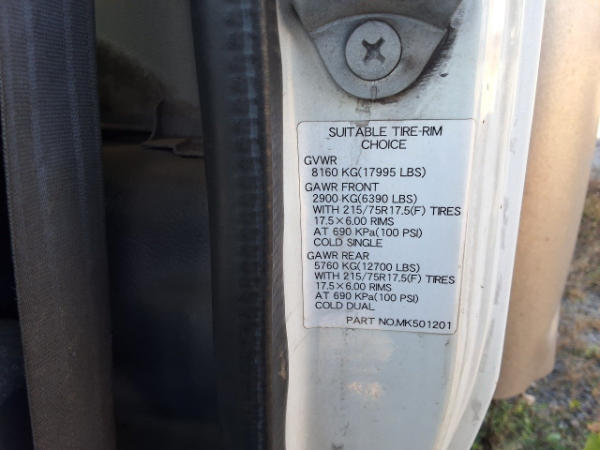 SUITABLE TIRE-RIM
CHOICE
GVWR
8160 KG(17995 LBS)
GAWR FRONT
2900 KG(6390 LBS)
WITH 215/75R17.5(F) TIRES
17.5×6.00 RIMS
AT 690 KPa(100 PSI)
COLD SINGLE
GAWR REAR
5760 KG(12700 LBS)
WITH 215/75R17.5(F) TIRES
17.5×6.00 RIMS
AT 690 KPa(100 PSI)
COLD DUAL
PART NO.MK501201